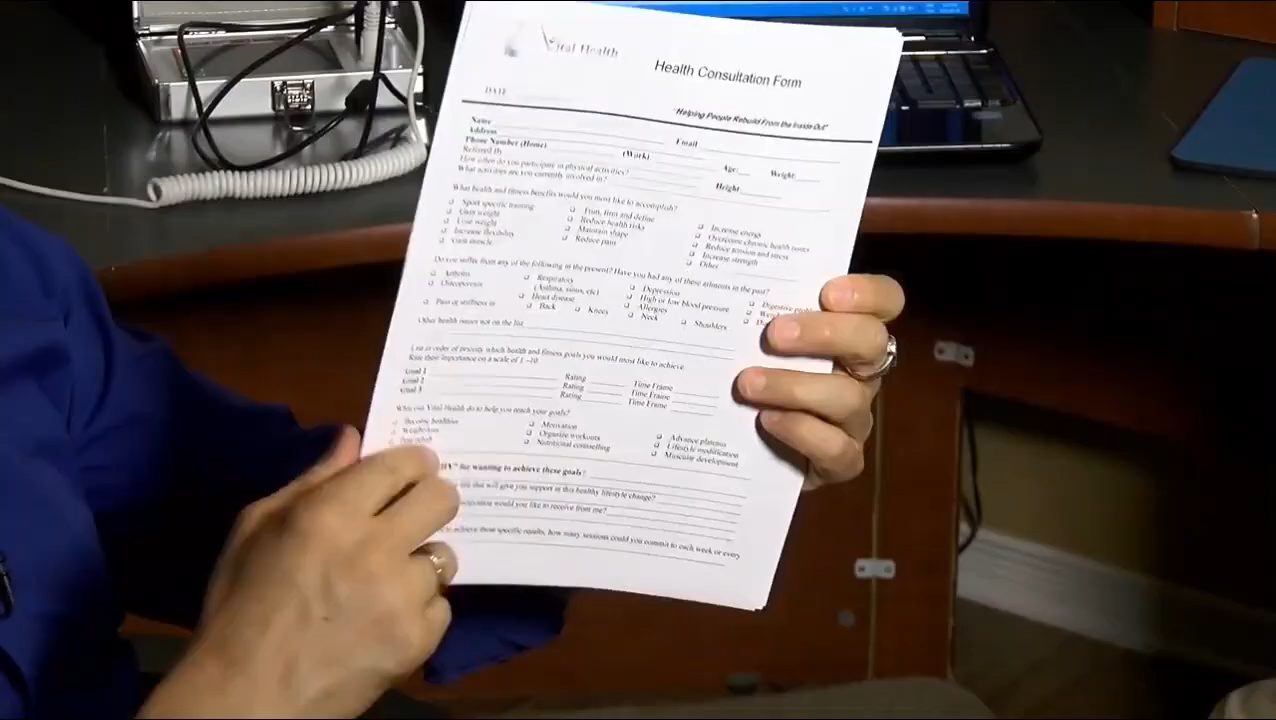 Vital Health
Health Consultation Form
DATE
"Helping People Rebuild From the Inside Out"
Name Email
Address
Phone Number (Home) (Work) Age: Weight:
Referred By
How often do you participate in physical activities? Height
What activities are you currently involved in?
What health and fitness benefits would you most like to accomplish?
Sport specific training Trim, firm and define Increase energy
Gain weight Reduce health risks Overcome chronic health issues
Lose weight Maintain shape Reduce tension and stress
Increase flexibility Reduce pain Increase strength
Gain muscle Other
Do you suffer from any of the following in the present? Have you had any of these ailments in the past?
Arthritis Respiratory Depression Digestive
Osteoporosis (Asthma, sinus, etc) High or low blood pressure
Heart disease Allergies
Pain or stiffness in Back Knees Neck Shoulders
Other health issues not on the list
List in order of priority which health and fitness goals you would most like to achieve
Rate their importance on a scale of 1 -10
Goal 1 Rating Time Frame
Goal 2 Rating Time Frame
Goal 3 Rating Time Frame
What can Vital Health do to help you reach your goals?
Become healthier Motivation Advance plateau
Weight loss Organize workouts Lifestyle modification
Nutritional counselling Muscular development
for wanting to achieve these goals?
that will give you support in this healthy lifestyle change?
would you like to receive from me?
to achieve those specific results, how many sessions could you commit to each week or every